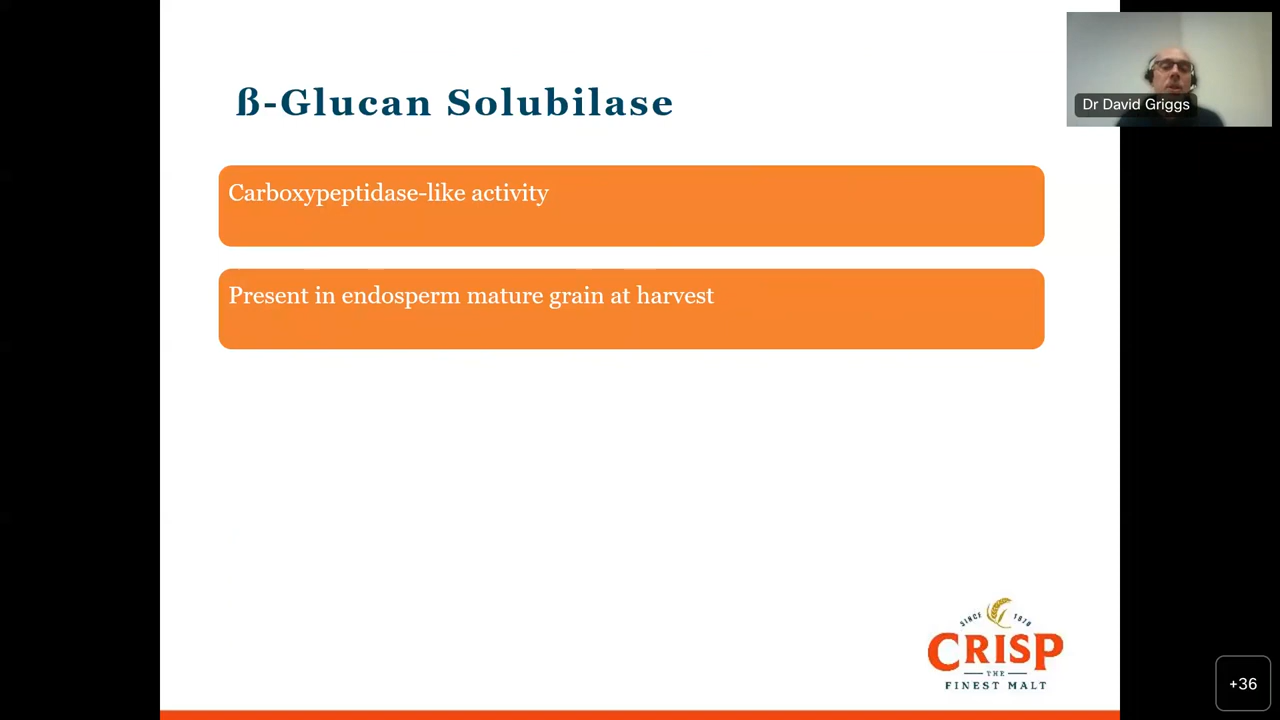 ß-Glucan Solubilase
Dr David Griggs
Carboxypeptidase-like activity
Present in endosperm mature grain at harvest
SINCE 1870
CRISP
THE
FINEST MALT
+36